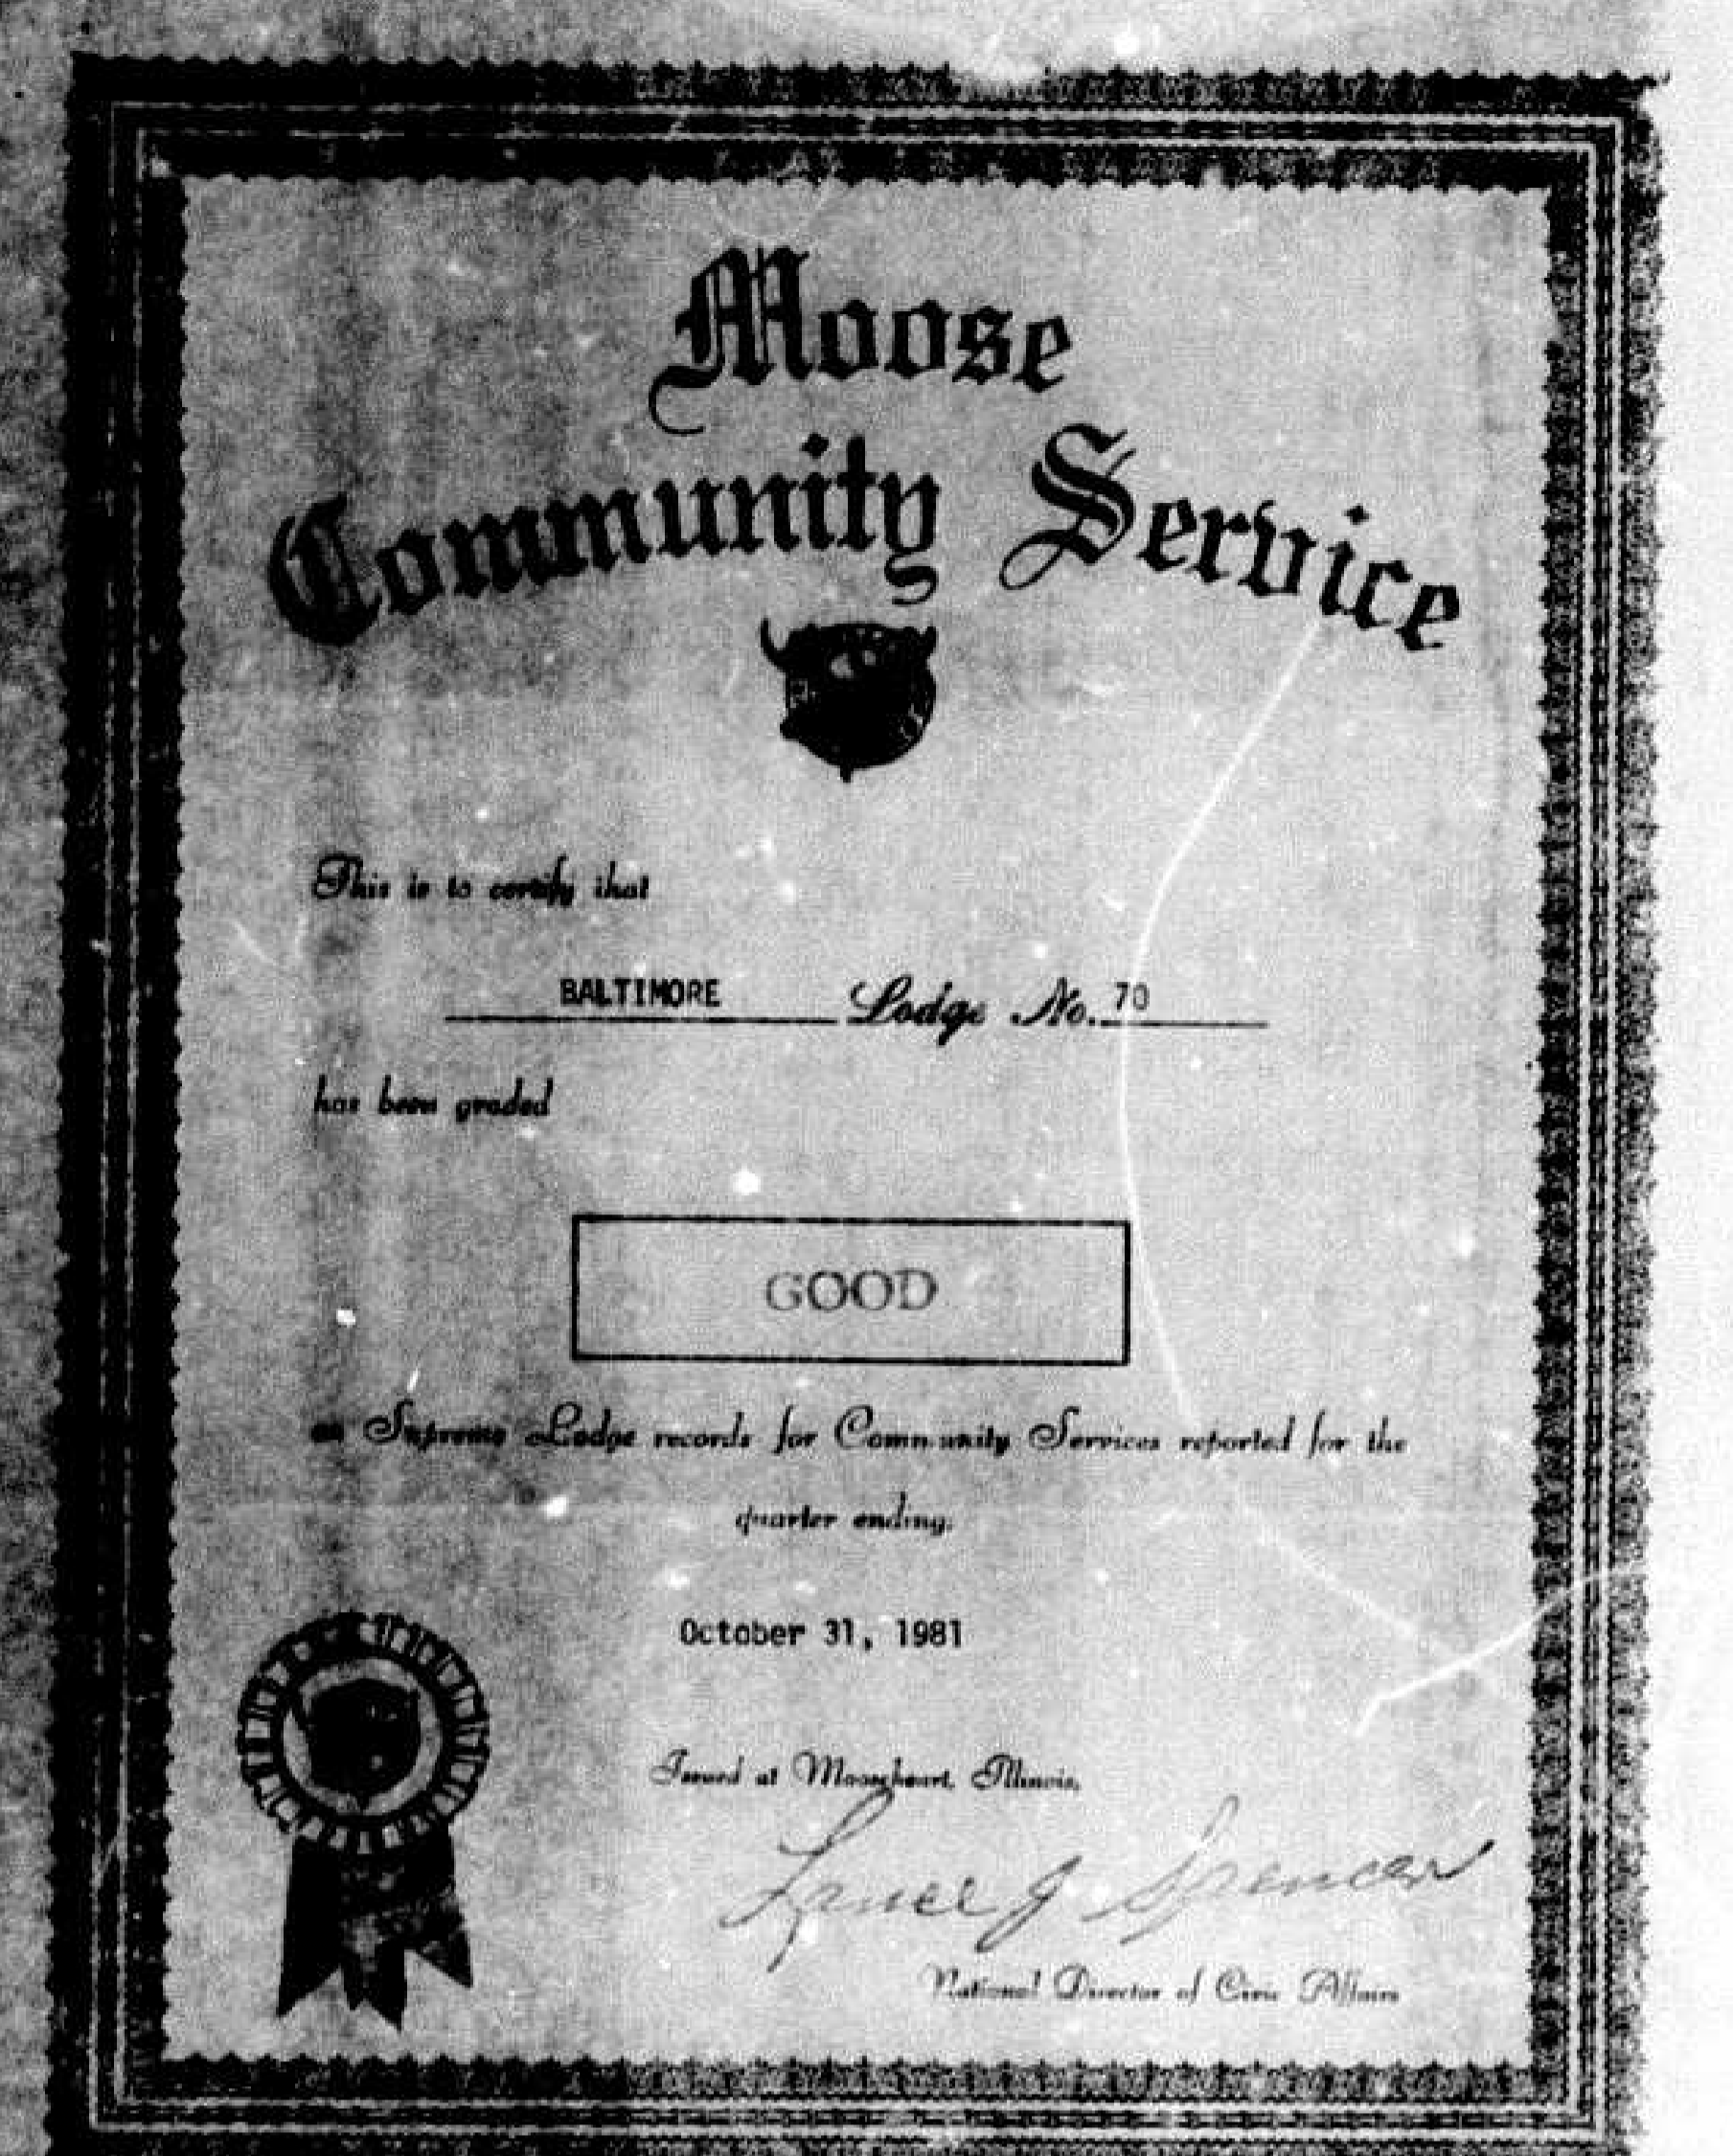 Moose
Community Service
This is to certify that
BALTIMORE Lodge No. 70
has been graded
GOOD
on Supreme Lodge records for Community Services reported for the
quarter ending.
October 31, 1981
Issued at Mooseheart, Illinois,
Lance J Spencer
National Director of Civic Affairs